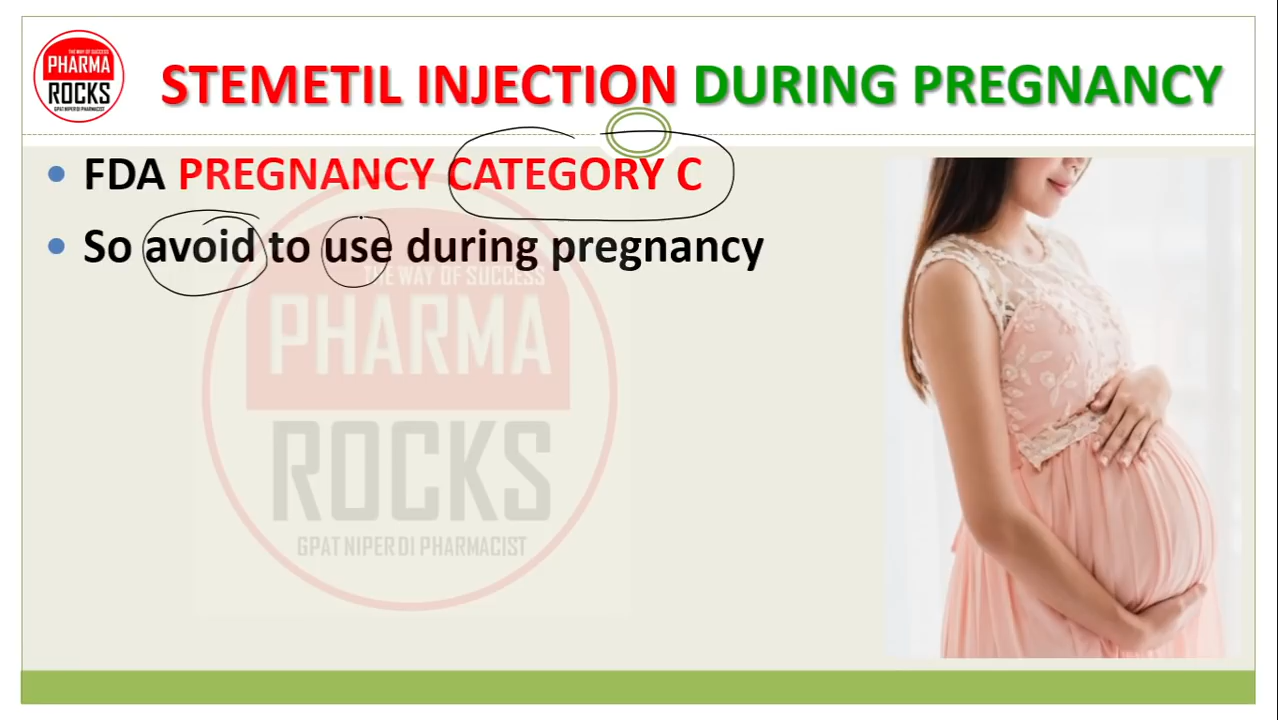 THE WAY OF SUCCESS
PHARMA
ROCKS
GPAT NIPER DI PHARMACIST
STEMETIL INJECTION DURING PREGNANCY
• FDA PREGNANCY CATEGORY C
• So avoid to use during pregnancy
THE WAY OF SUCCESS
PHARMA
ROCKS
GPAT NIPER DI PHARMACIST